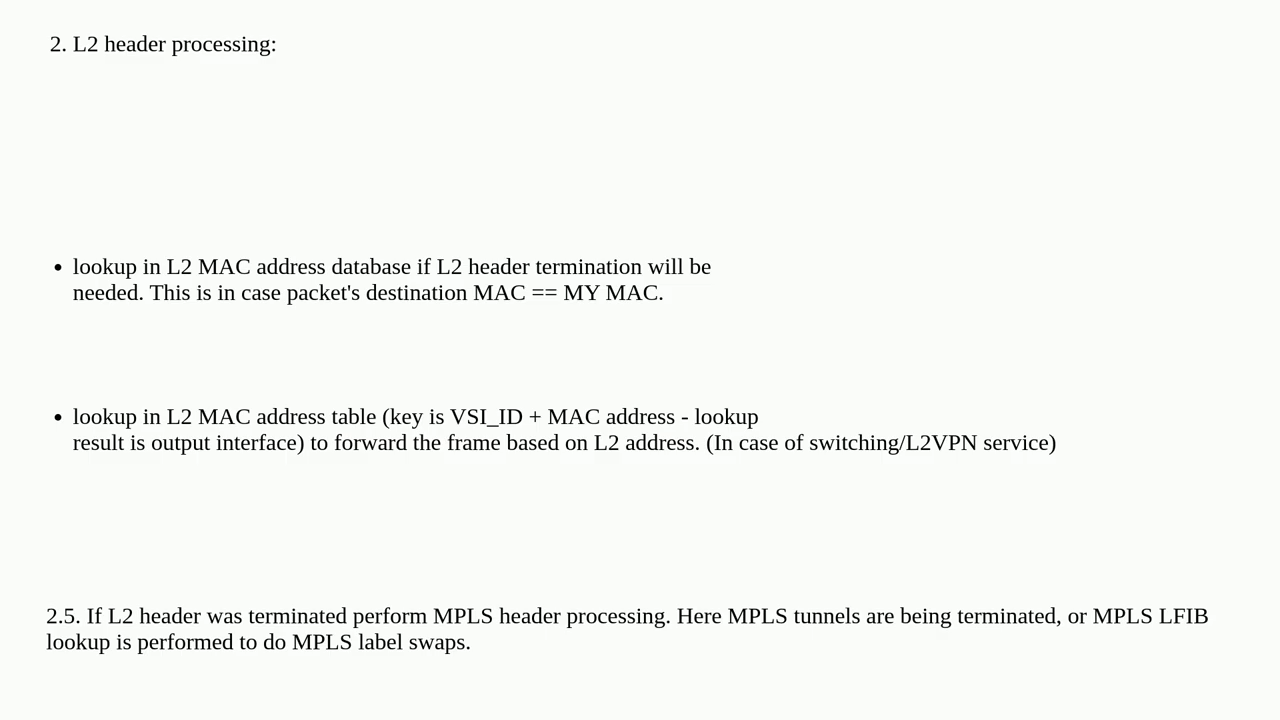 2. L2 header processing:
• lookup in L2 MAC address database if L2 header termination will be
needed. This is in case packet's destination MAC == MY MAC.
• lookup in L2 MAC address table (key is VSI_ID + MAC address - lookup
result is output interface) to forward the frame based on L2 address. (In case of switching/L2VPN service)
2.5. If L2 header was terminated perform MPLS header processing. Here MPLS tunnels are being terminated, or MPLS LFIB
lookup is performed to do MPLS label swaps.